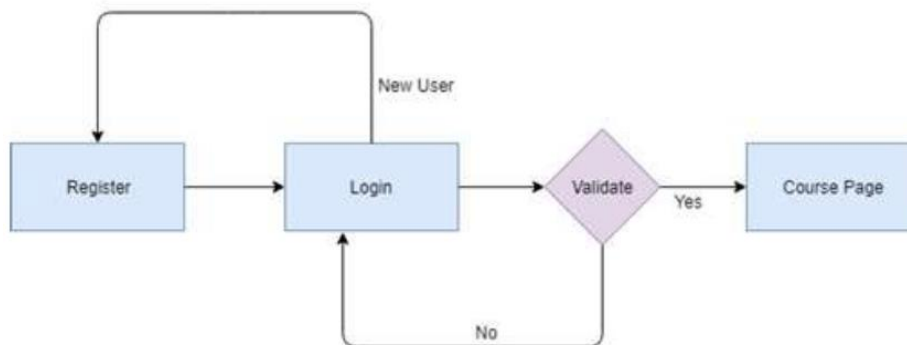 New User
Register
Login
Validate
Yes
Course Page
No